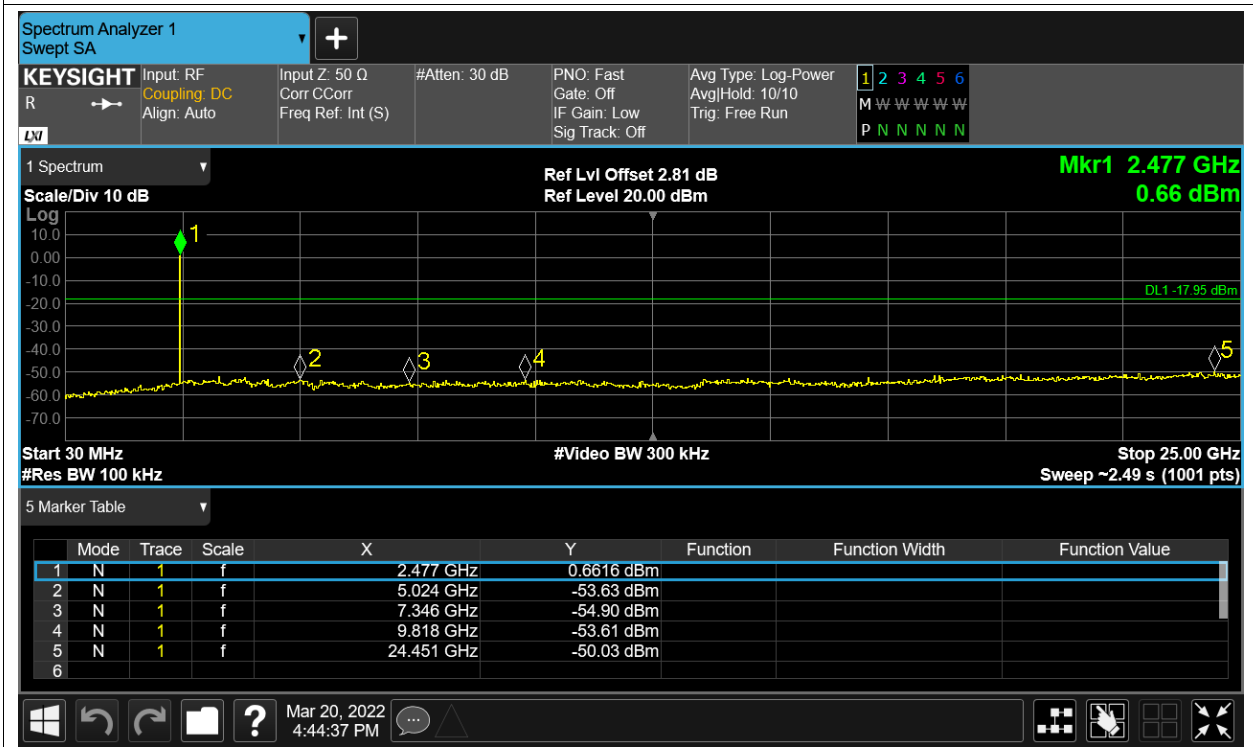 Spectrum Analyzer 1
Swept SA
KEYSIGHT
R
LXI
Input: RF
Coupling: DC
Align: Auto
Input Z: 50 Ω
Corr CCorr
Freq Ref: Int (S)
#Atten: 30 dB
PNO: Fast
Gate: Off
IF Gain: Low
Sig Track: Off
Avg Type: Log-Power
Avg|Hold: 10/10
Trig: Free Run
1 2 3 4 5 6
M W W W W W
P N N N N N
1 Spectrum
Scale/Div 10 dB
Ref Lvl Offset 2.81 dB
Ref Level 20.00 dBm
Mkr1 2.477 GHz
0.66 dBm
Log
10.0
0.00
-10.0
-20.0
-30.0
-40.0
-50.0
-60.0
-70.0
1
2
3
4
5
DL1 -17.95 dBm
Start 30 MHz
#Video BW 300 kHz
Stop 25.00 GHz
#Res BW 100 kHz
Sweep ~2.49 s (1001 pts)
5 Marker Table
Mode Trace Scale X Y Function Function Width Function Value
1 N 1 f 2.477 GHz 0.6616 dBm
2 N 1 f 5.024 GHz -53.63 dBm
3 N 1 f 7.346 GHz -54.90 dBm
4 N 1 f 9.818 GHz -53.61 dBm
5 N 1 f 24.451 GHz -50.03 dBm
6
?
Mar 20, 2022
4:44:37 PM